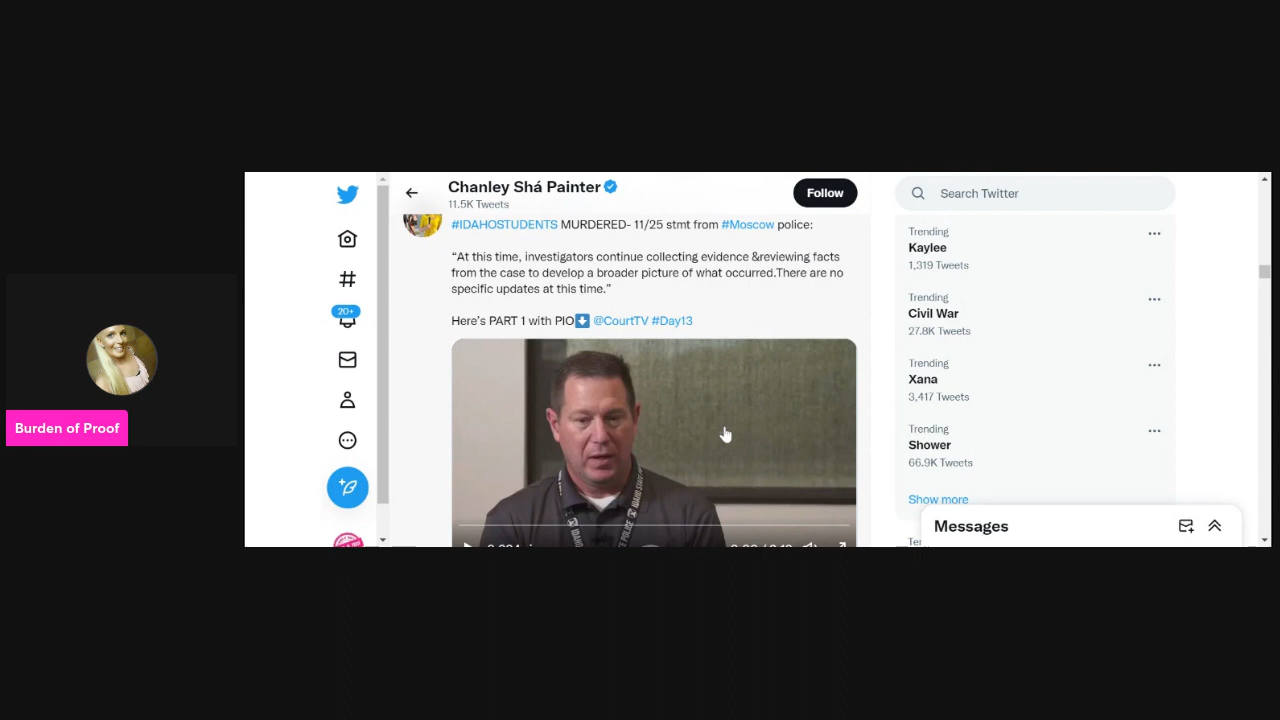 Chanley Shá Painter
11.5K Tweets
Follow
#IDAHOSTUDENTS MURDERED- 11/25 stmt from #Moscow police:
“At this time, investigators continue collecting evidence &reviewing facts
from the case to develop a broader picture of what occurred.There are no
specific updates at this time.”
Here’s PART 1 with PIO⬇️ @CourtTV #Day13
20+
Search Twitter
Trending
Kaylee
1,319 Tweets
Trending
Civil War
27.8K Tweets
Trending
Xana
3,417 Tweets
Trending
Shower
66.9K Tweets
Show more
Messages
Burden of Proof